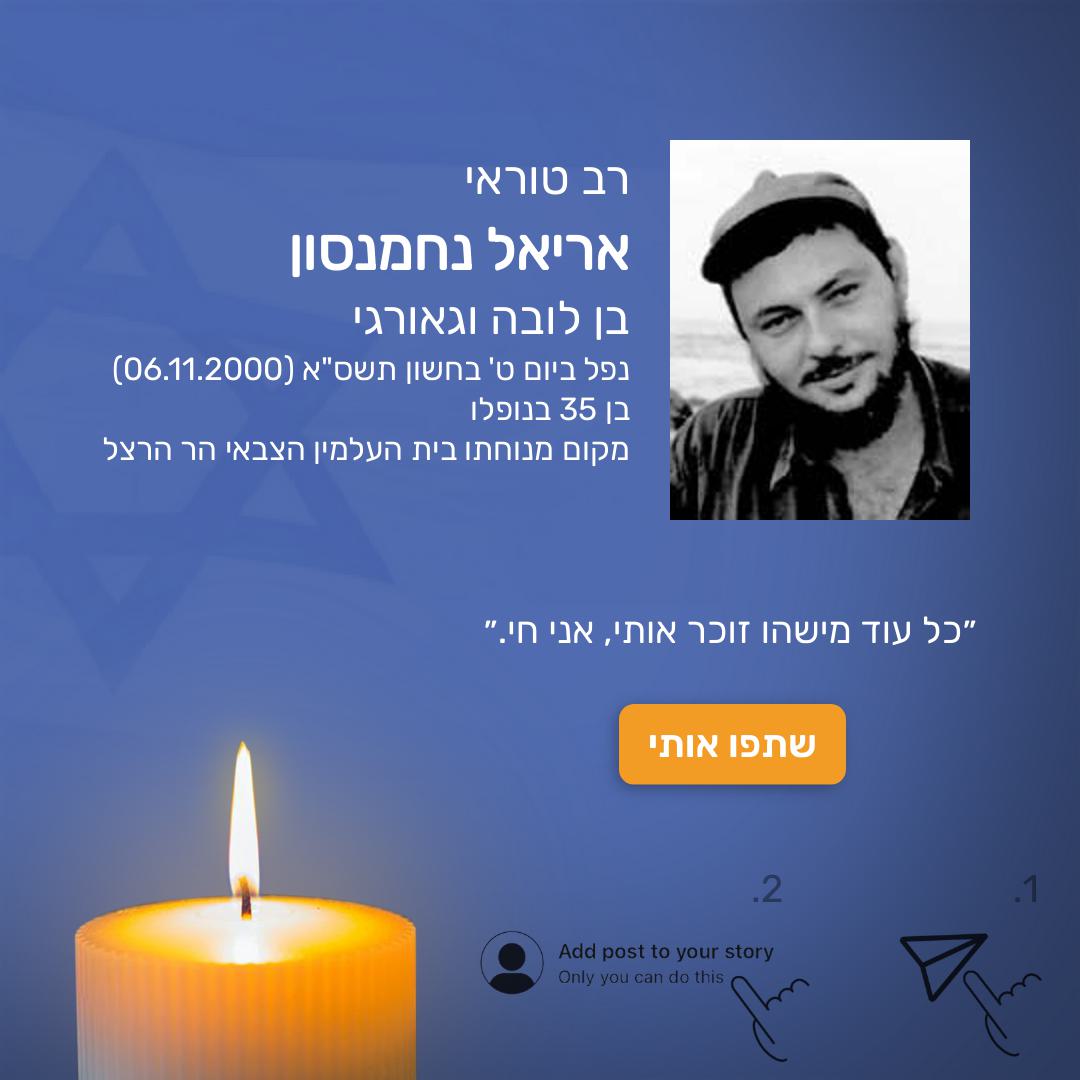 רב טוראי
אריאל נחמנסון
בן לובה וגאורגי
נפל ביום ט' בחשון תשס"א (06.11.2000)
בן 35 בנופלו
מקום מנוחתו בית העלמין הצבאי הר הרצל
״כל עוד מישהו זוכר אותי, אני חי.״
שתפו אותי
1.
2.
Add post to your story
Only you can do this